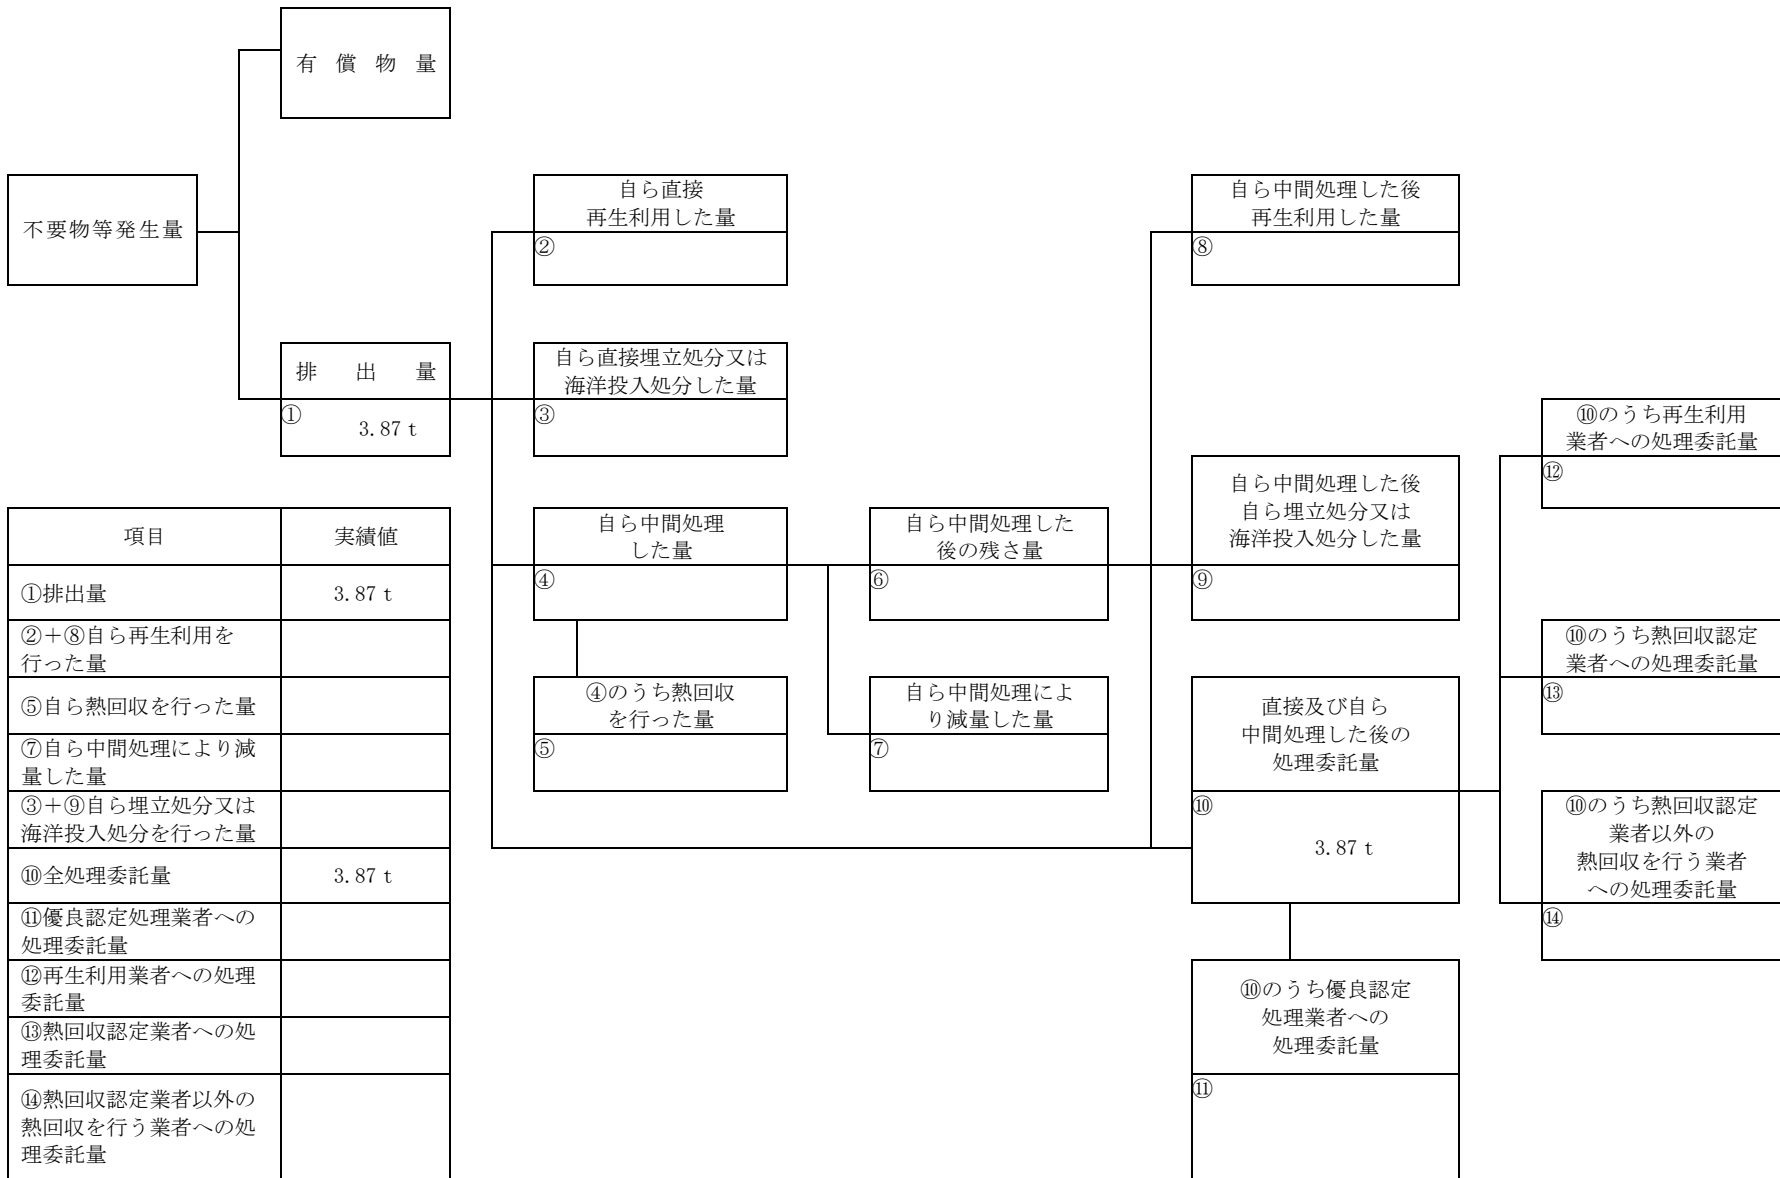 有償物量
不要物等発生量
自ら直接
再生利用した量
②
自ら中間処理した後
再生利用した量
⑧
排出量
①
3.87 t
自ら直接埋立処分又は
海洋投入処分した量
③
⑩のうち再生利用
業者への処理委託量
⑫
自ら中間処理
した量
④
自ら中間処理した
後の残さ量
⑥
自ら中間処理した後
自ら埋立処分又は
海洋投入処分した量
⑨
⑩のうち熱回収認定
業者への処理委託量
⑬
④のうち熱回収
を行った量
⑤
自ら中間処理によ
り減量した量
⑦
直接及び自ら
中間処理した後の
処理委託量
⑩
3.87 t
⑩のうち熱回収認定
業者以外の
熱回収を行う業者
への処理委託量
⑭
⑩のうち優良認定
処理業者への
処理委託量
⑪
項目 実績値
①排出量 3.87 t
②+⑧自ら再生利用を
行った量
⑤自ら熱回収を行った量
⑦自ら中間処理により減
量した量
③+⑨自ら埋立処分又は
海洋投入処分を行った量
⑩全処理委託量 3.87 t
⑪優良認定処理業者への
処理委託量
⑫再生利用業者への処理
委託量
⑬熱回収認定業者への処
理委託量
⑭熱回収認定業者以外の
熱回収を行う業者への処
理委託量